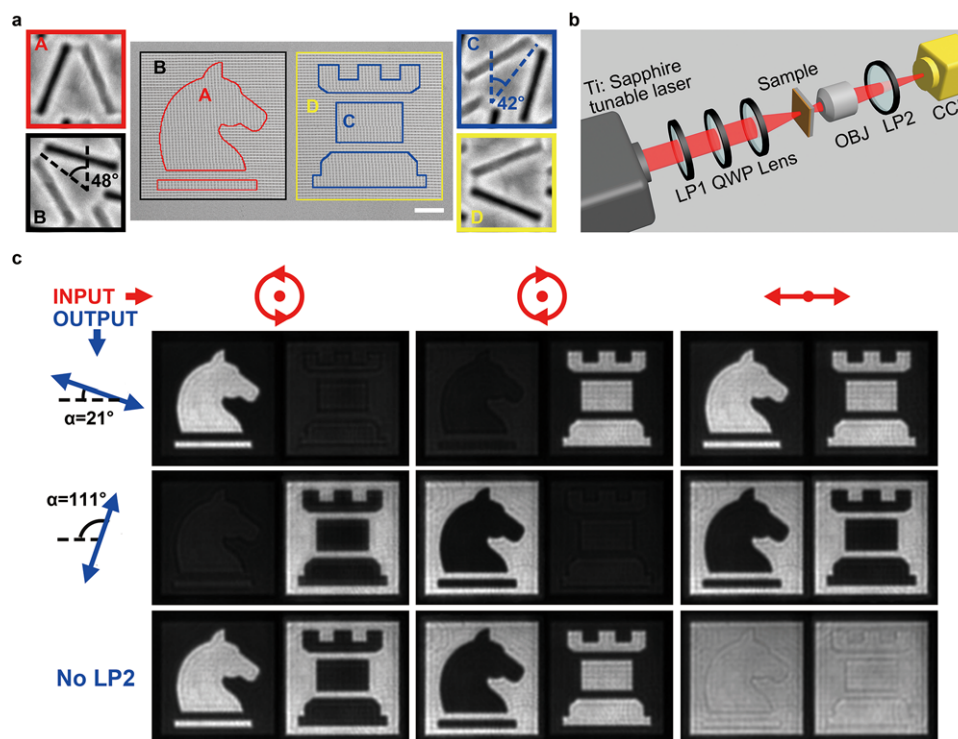 a
A
B
48°
B
A
D
C
C
42°
D
b
Ti: Sapphire
tunable laser
Sample
LP1 QWP Lens
OBJ
LP2
CC
c
INPUT
OUTPUT
α=21°
α=111°
No LP2